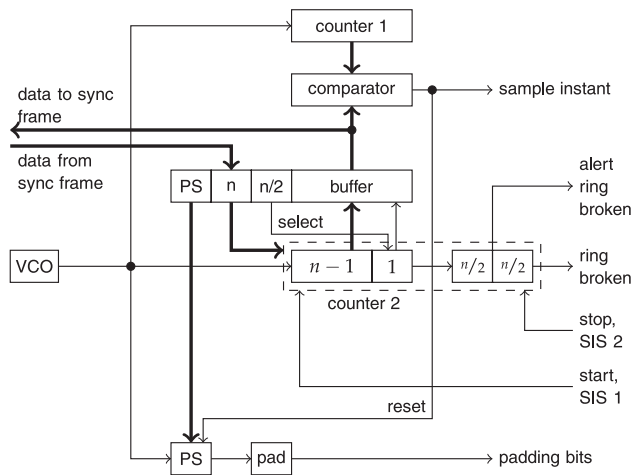 counter 1
comparator
sample instant
data to sync
frame
data from
sync frame
PS n n/2 buffer
alert
ring
broken
select
VCO
n − 1 1 n/2 n/2
ring
broken
counter 2
stop,
SIS 2
start,
SIS 1
reset
PS pad padding bits